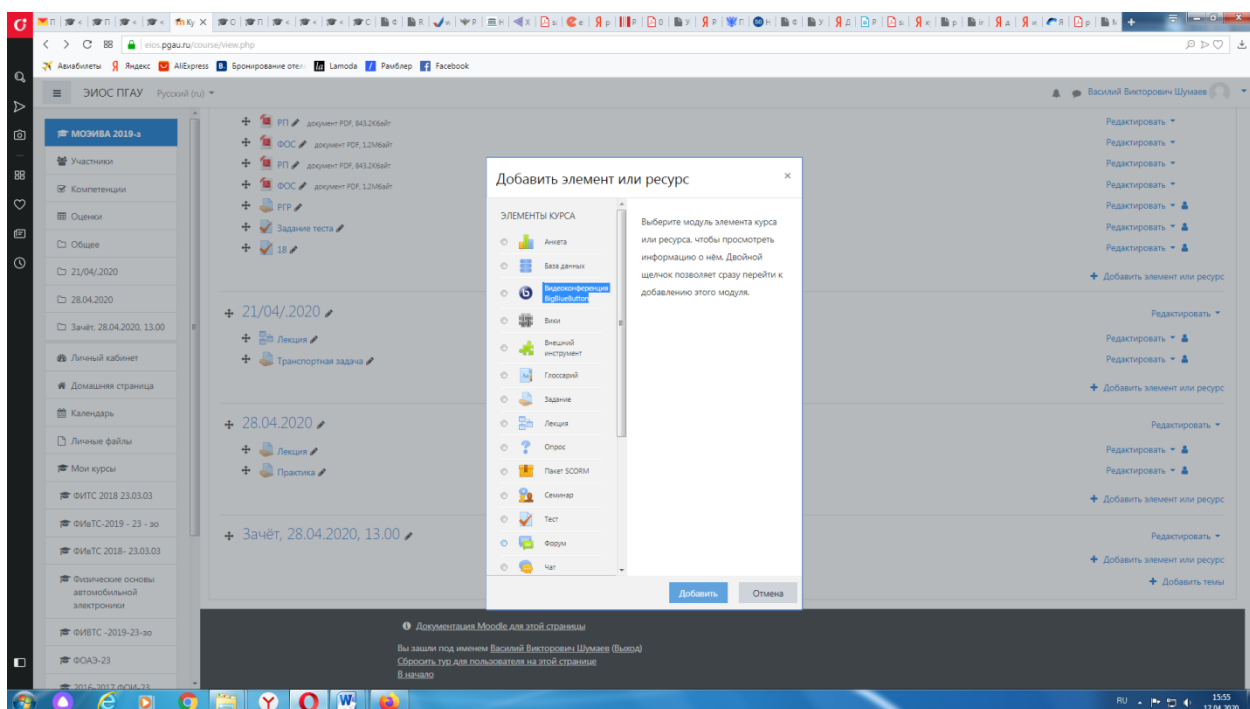 eios.pgau.ru/course/view.php
Авиабилеты Яндекс AliExpress Бронирование отел Lamoda Рамблер Facebook
ЭИОС ПГАУ Русский (ru)
Василий Викторович Шумаев
МОЭИВА 2019-з
Участники
Компетенции
Оценки
Общее
21/04/.2020
28.04.2020
Зачёт, 28.04.2020, 13.00
Личный кабинет
Домашняя страница
Календарь
Личные файлы
Мои курсы
ФИТС 2018 23.03.03
ФИвТС-2019 - 23 - зо
ФИвТС 2018- 23.03.03
Физические основы
автомобильной
электроники
ФИВТС -2019-23-зо
ФОАЭ-23
2016-2017 ФОИ-23
РП документ PDF, 843.2Кбайт
Редактировать
ФОС документ PDF, 1.2Мбайт
Редактировать
РП документ PDF, 843.2Кбайт
Редактировать
ФОС документ PDF, 1.2Мбайт
Редактировать
РГР
Редактировать
Задание теста
Редактировать
18
Редактировать
Добавить элемент или ресурс
21/04/.2020
Редактировать
Лекция
Редактировать
Транспортная задача
Редактировать
Добавить элемент или ресурс
28.04.2020
Редактировать
Лекция
Редактировать
Практика
Редактировать
Добавить элемент или ресурс
Зачёт, 28.04.2020, 13.00
Редактировать
Добавить элемент или ресурс
Добавить темы
Добавить элемент или ресурс
×
ЭЛЕМЕНТЫ КУРСА
Анкета
База данных
Видеоконференция
BigBlueButton
Вики
Внешний
инструмент
Глоссарий
Задание
Лекция
Опрос
Пакет SCORM
Семинар
Тест
Форум
Чат
Выберите модуль элемента курса
или ресурса, чтобы просмотреть
информацию о нём. Двойной
щелчок позволяет сразу перейти к
добавлению этого модуля.
Добавить Отмена
Документация Moodle для этой страницы
Вы зашли под именем Василий Викторович Шумаев (Выход)
Сбросить тур для пользователя на этой странице
В начало
RU
15:55
17.04.2020